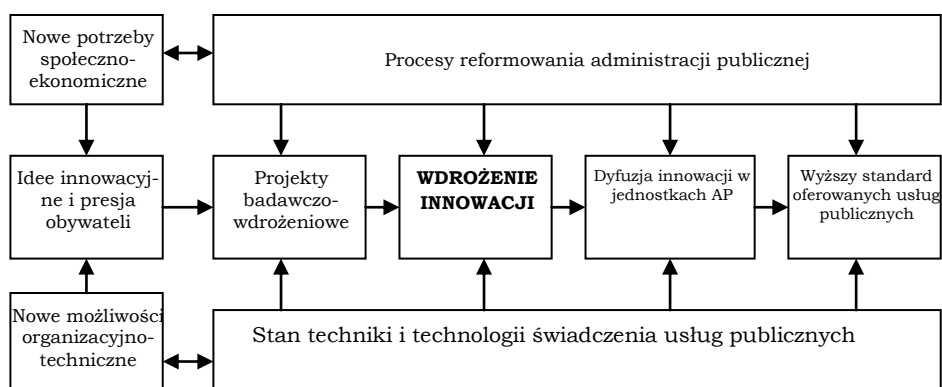 Nowe potrzeby
społeczno-
ekonomiczne
Procesy reformowania administracji publicznej
Idee innowacyj-
ne i presja
obywateli
Projekty
badawczo-
wdrożeniowe
WDROŻENIE
INNOWACJI
Dyfuzja innowacji w
jednostkach AP
Wyższy standard
oferowanych usług
publicznych
Nowe możliwości
organizacyjno-
techniczne
Stan techniki i technologii świadczenia usług publicznych